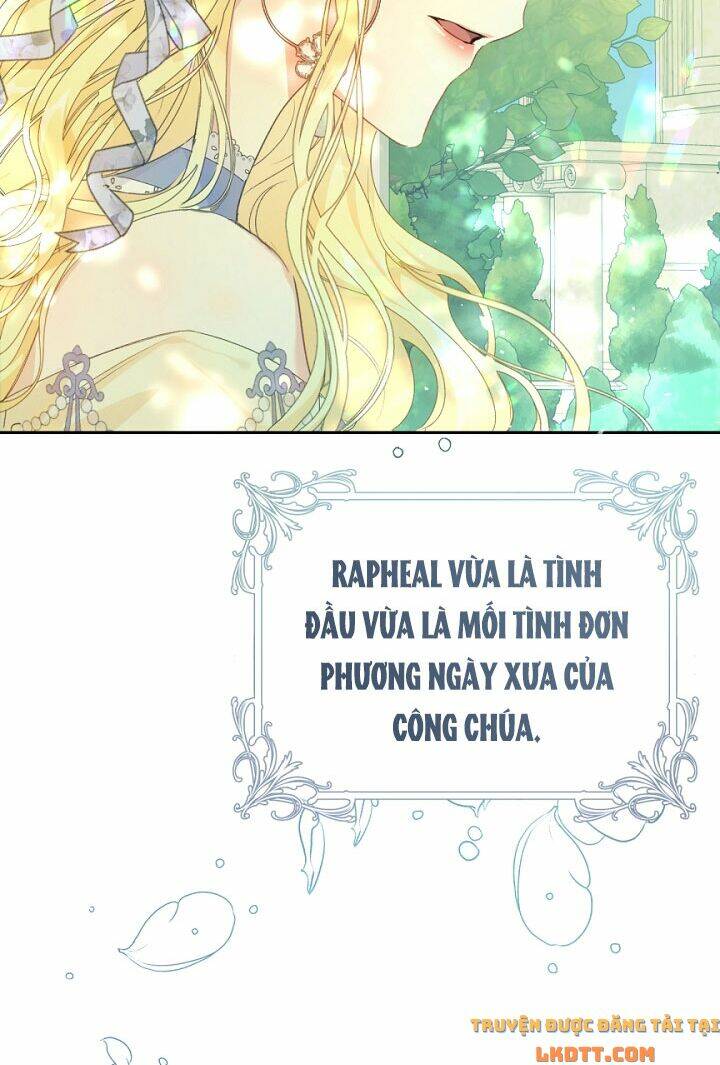 RAPHEAL VỪA LÀ TÌNH
ĐẦU VỪA LÀ MỐI TÌNH ĐƠN
PHƯƠNG NGÀY XƯA CỦA
CÔNG CHÚA.
TRUYỆN ĐƯỢC ĐĂNG TẢI TẠI
LKDTT.COM